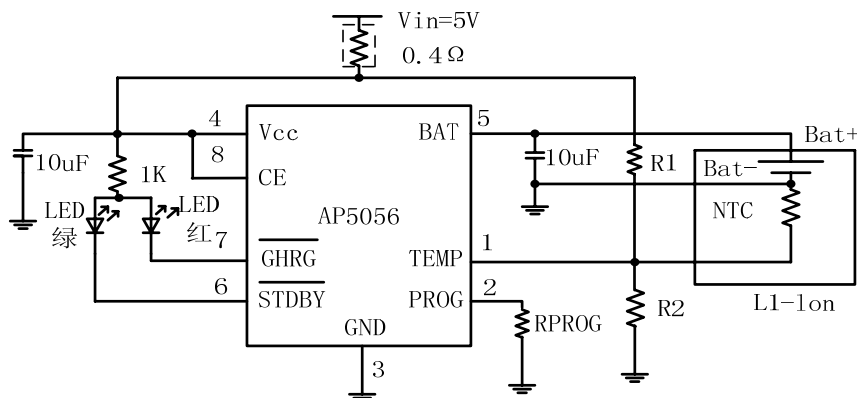 Vin=5V
0.4Ω
4
5
Vcc
BAT
Bat+
10uF
1K
8
CE
10uF
R1
Bat-
LED
绿
LED
红
AP5056
NTC
7
GHRG
TEMP
1
6
STDBY
PROG
2
GND
RPROG
R2
L1-lon
3